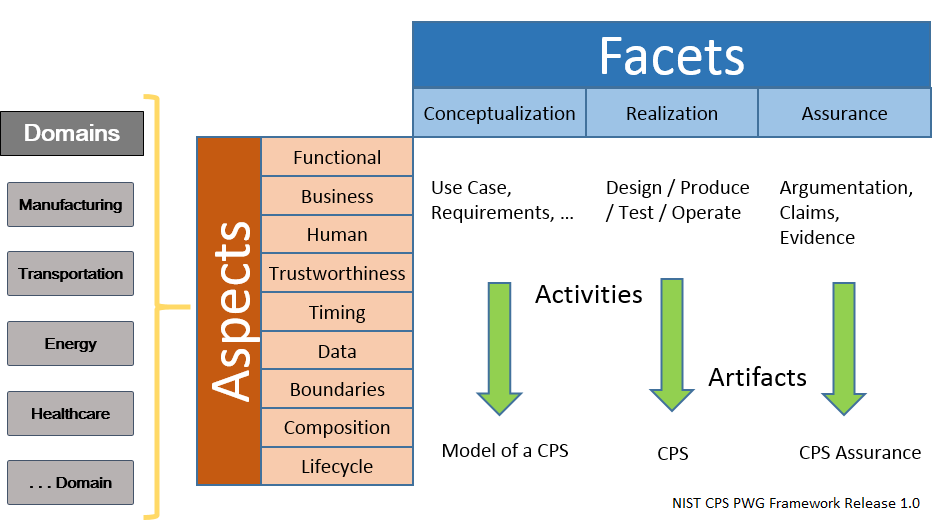 Facets
Conceptualization
Realization
Assurance
Domains
Manufacturing
Transportation
Energy
Healthcare
. . . Domain
Aspects
Functional
Business
Human
Trustworthiness
Timing
Data
Boundaries
Composition
Lifecycle
Use Case,
Requirements, ...
Design / Produce
/ Test / Operate
Argumentation,
Claims,
Evidence
Activities
Artifacts
Model of a CPS
CPS
CPS Assurance
NIST CPS PWG Framework Release 1.0